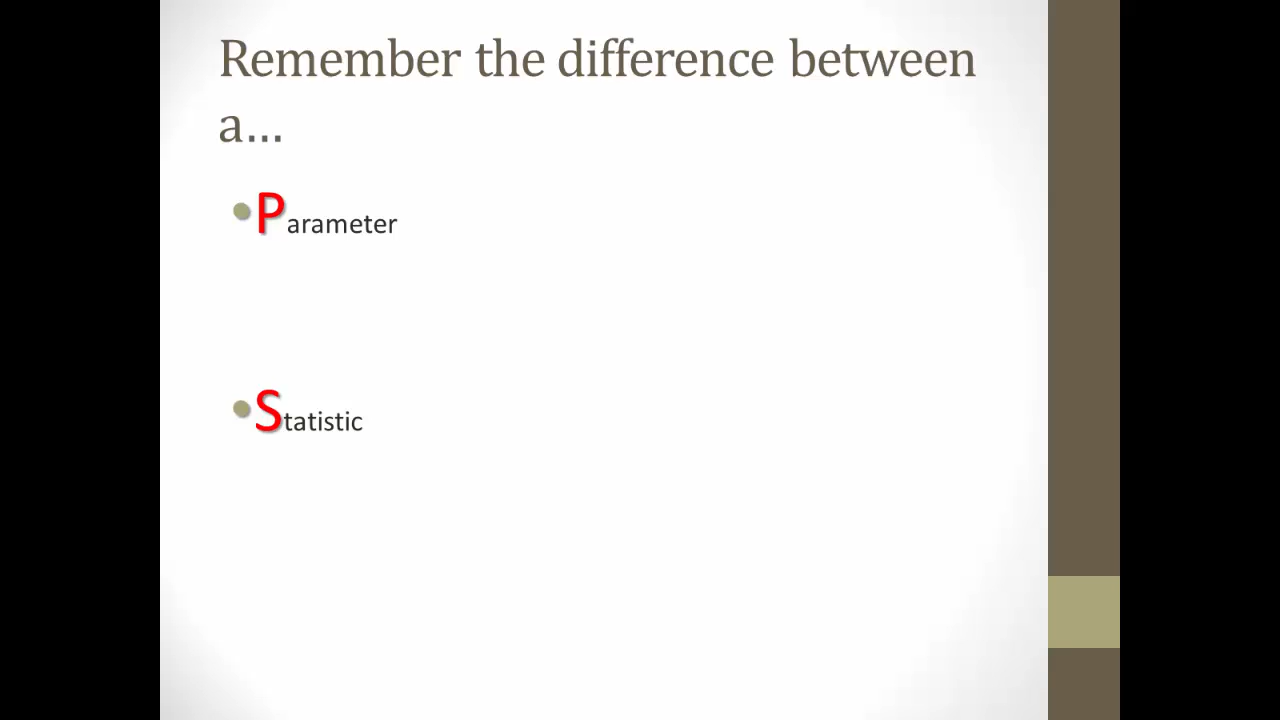 Remember the difference between
a…
•Parameter
•Statistic